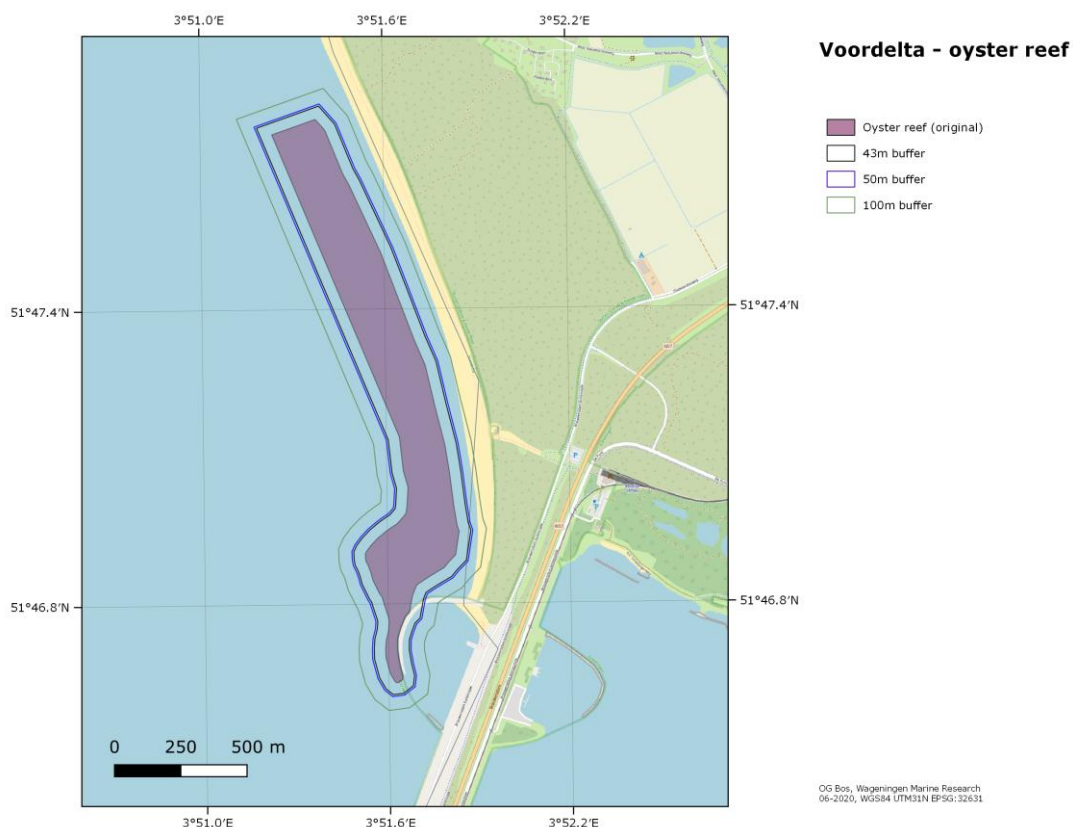 3°51.0'E 3°51.6'E 3°52.2'E
Voordelta - oyster reef
Oyster reef (original)
43m buffer
50m buffer
100m buffer
51°47.4'N 51°47.4'N
N57
P
51°46.8'N 51°46.8'N
0 250 500 m
3°51.0'E 3°51.6'E 3°52.2'E
OG Bos, Wageningen Marine Research
06-2020, WGS84 UTM31N EPSG:32631